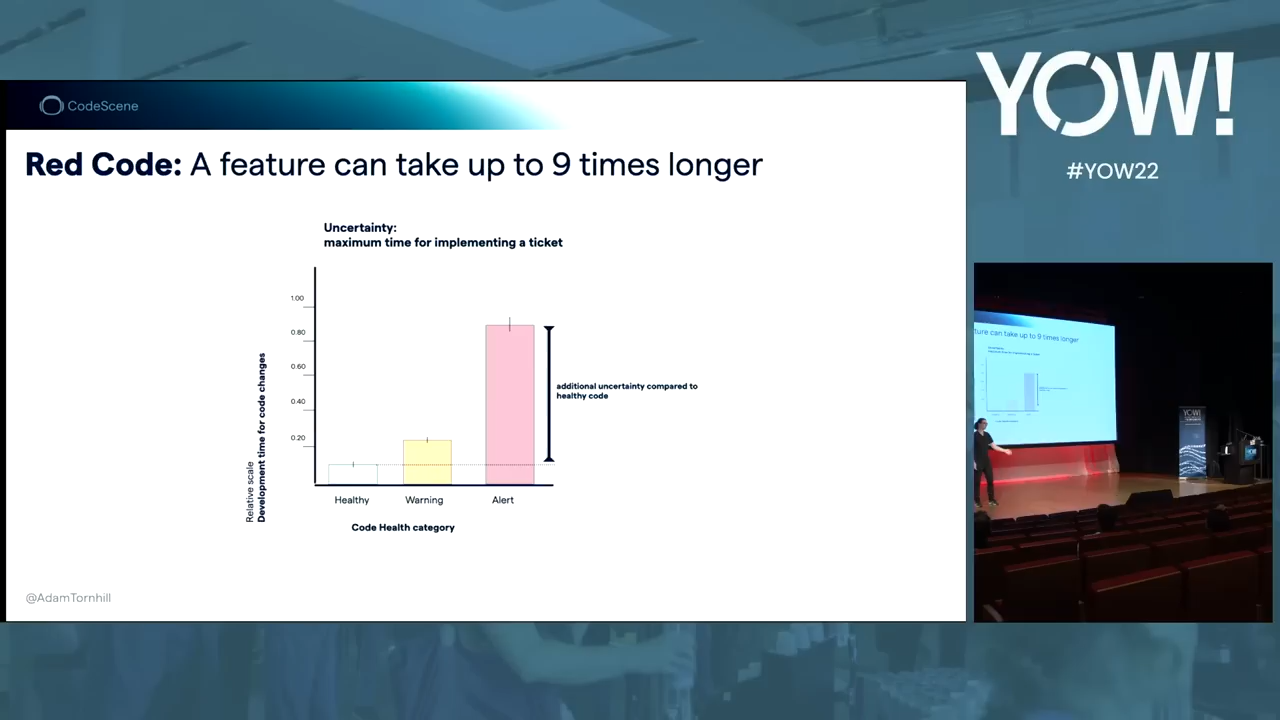 CodeScene
Red Code: A feature can take up to 9 times longer
Uncertainty:
maximum time for implementing a ticket
1.00
0.80
0.60
0.40
0.20
Relative scale
Development time for code changes
additional uncertainty compared to
healthy code
Healthy
Warning
Alert
Code Health category
@AdamTornhill
YOW!
#YOW22
ture can take up to 9 times longer
YOW!